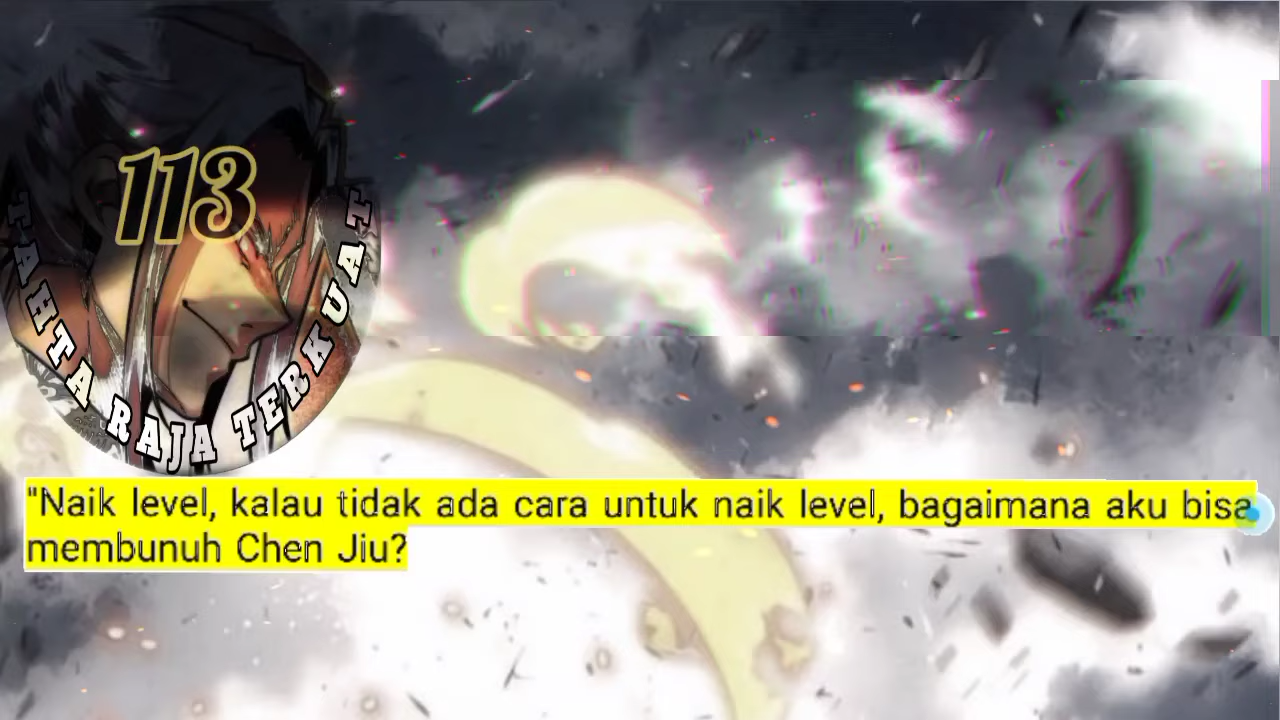 113
TAHTA RAJA TERKUAT
"Naik level, kalau tidak ada cara untuk naik level, bagaimana aku bisa
membunuh Chen Jiu?